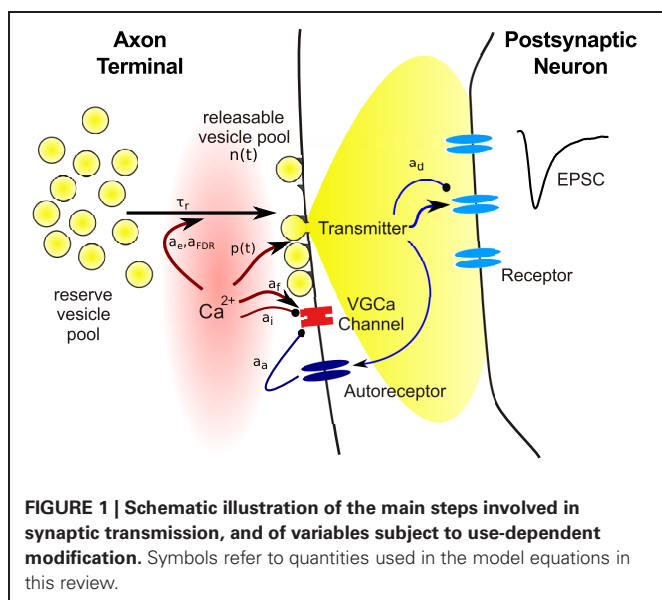 Axon
Terminal
Postsynaptic
Neuron
releasable
vesicle pool
n(t)
a_d
EPSC
τ_r
Transmitter
a_e,a_FDR
p(t)
Receptor
reserve
vesicle
pool
Ca²⁺
a_f
a_i
VGCa
Channel
a_a
Autoreceptor
FIGURE 1 | Schematic illustration of the main steps involved in
synaptic transmission, and of variables subject to use-dependent
modification. Symbols refer to quantities used in the model equations in
this review.